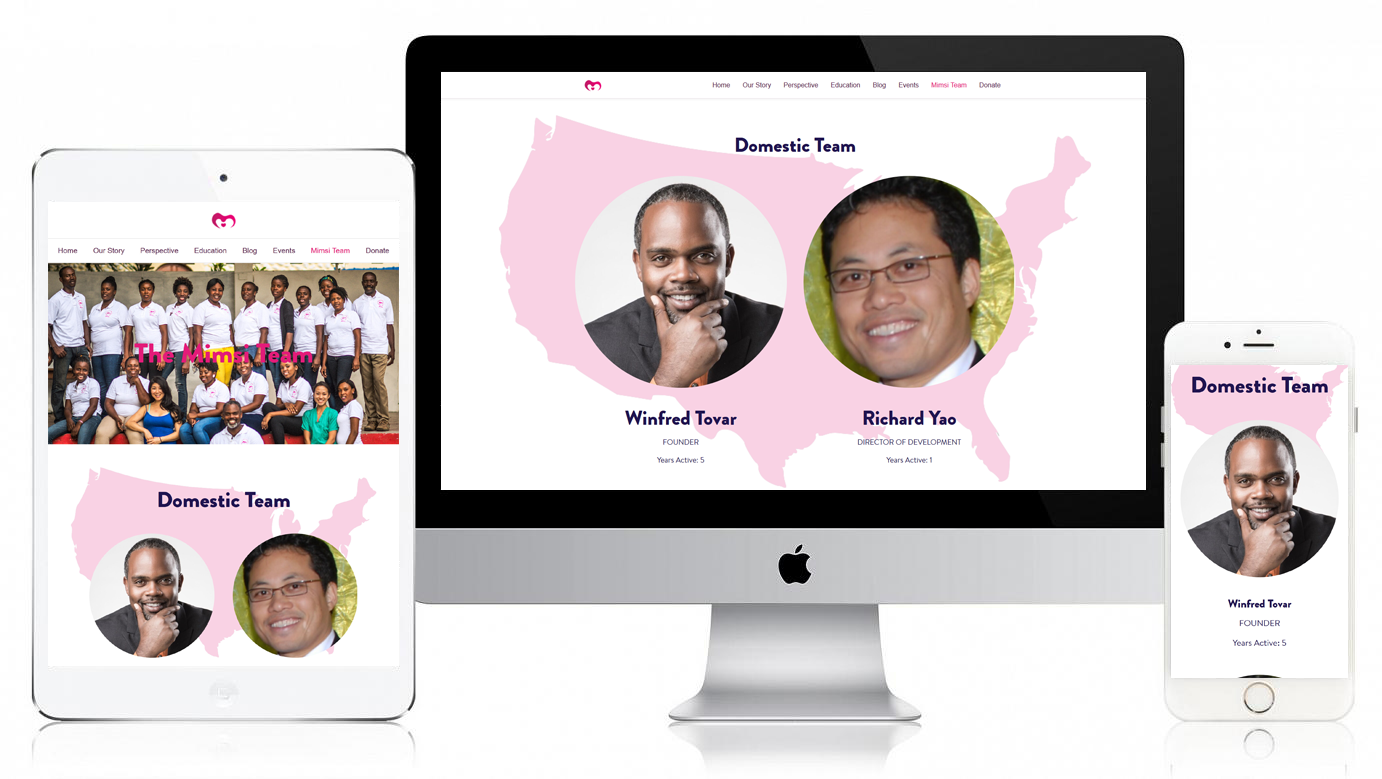 Home Our Story Perspective Education Blog Events Mimsi Team Donate
The Mimsi Team
Domestic Team
Home Our Story Perspective Education Blog Events Mimsi Team Donate
Domestic Team
Winfred Tovar
Richard Yao
FOUNDER
DIRECTOR OF DEVELOPMENT
Years Active: 5
Years Active: 1
Domestic Team
Winfred Tovar
FOUNDER
Years Active: 5